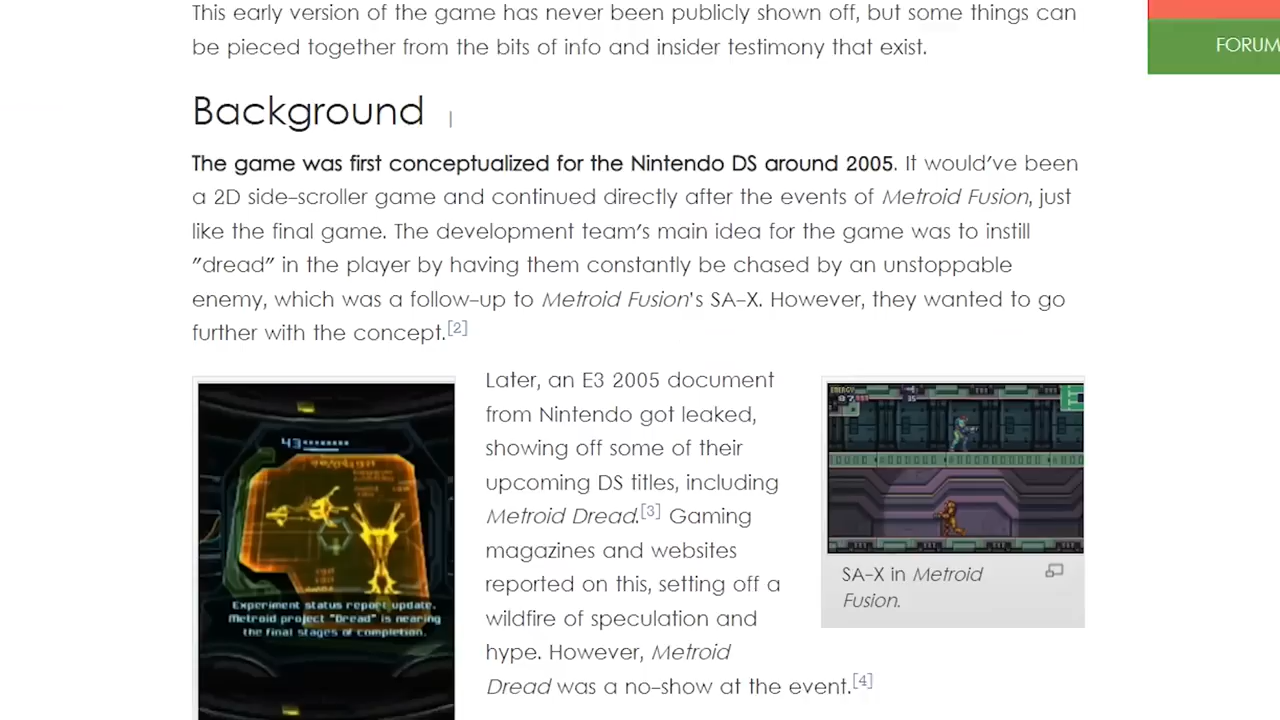 This early version of the game has never been publicly shown off, but some things can
be pieced together from the bits of info and insider testimony that exist.
FORUM
Background
The game was first conceptualized for the Nintendo DS around 2005. It would've been
a 2D side-scroller game and continued directly after the events of Metroid Fusion, just
like the final game. The development team's main idea for the game was to instill
"dread" in the player by having them constantly be chased by an unstoppable
enemy, which was a follow-up to Metroid Fusion's SA-X. However, they wanted to go
further with the concept.[2]
43
Experiment status report update.
Metroid project "Dread" is nearing
the final stages of completion.
Later, an E3 2005 document
from Nintendo got leaked,
showing off some of their
upcoming DS titles, including
Metroid Dread.[3] Gaming
magazines and websites
reported on this, setting off a
wildfire of speculation and
hype. However, Metroid
Dread was a no-show at the event.[4]
ENERGY
SA-X in Metroid
Fusion.